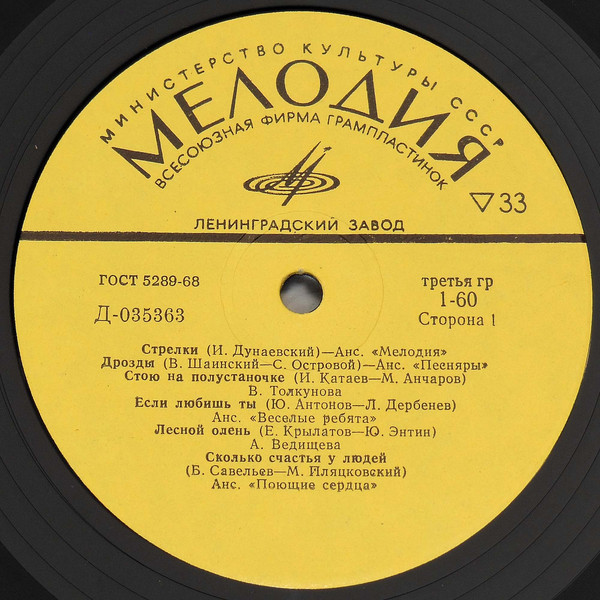 МИНИСТЕРСТВО КУЛЬТУРЫ СССР
МЕЛОДИЯ
ВСЕСОЮЗНАЯ ФИРМА ГРАМПЛАСТИНОК
▽33
ЛЕНИНГРАДСКИЙ ЗАВОД
ГОСТ 5289-68
третья гр
1-60
Д-035363
Сторона 1
Стрелки (И. Дунаевский)—Анс. «Мелодия»
Дрозды (В. Шаинский—С. Островой)—Анс. «Песняры»
Стою на полустаночке (И. Катаев—М. Анчаров)
В. Толкунова
Если любишь ты (Ю. Антонов—Л. Дербенев)
Анс. «Веселые ребята»
Лесной олень (Е. Крылатов—Ю. Энтин)
А. Ведищева
Сколько счастья у людей
(Б. Савельев—М. Пляцковский)
Анс. «Поющие сердца»